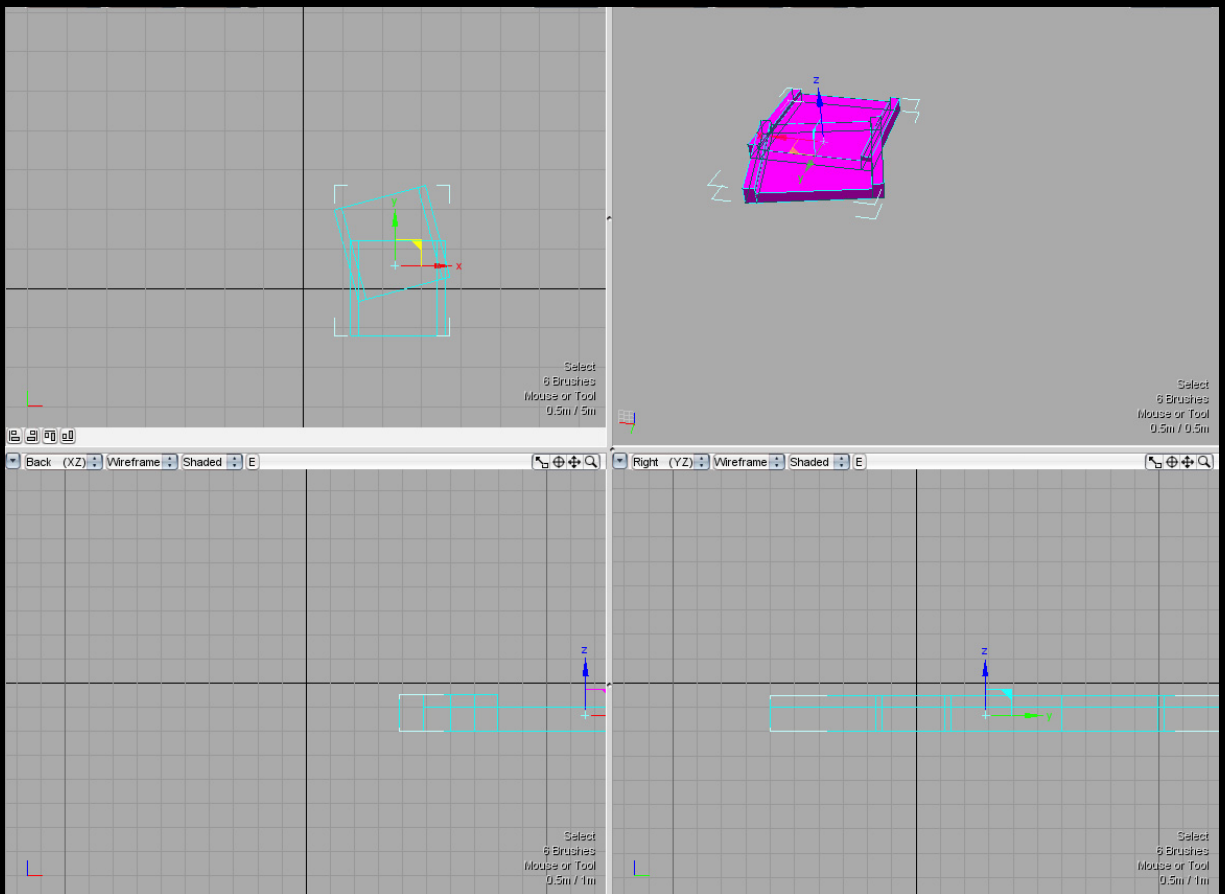 y
x
Select
6 Brushes
Mouse or Tool
0.5m / 5m
z
y
Select
6 Brushes
Mouse or Tool
0.5m / 0.5m
Back (XZ) Wireframe Shaded E
Right (YZ) Wireframe Shaded E
z
Select
6 Brushes
Mouse or Tool
0.5m / 1m
z
y
Select
6 Brushes
Mouse or Tool
0.5m / 1m